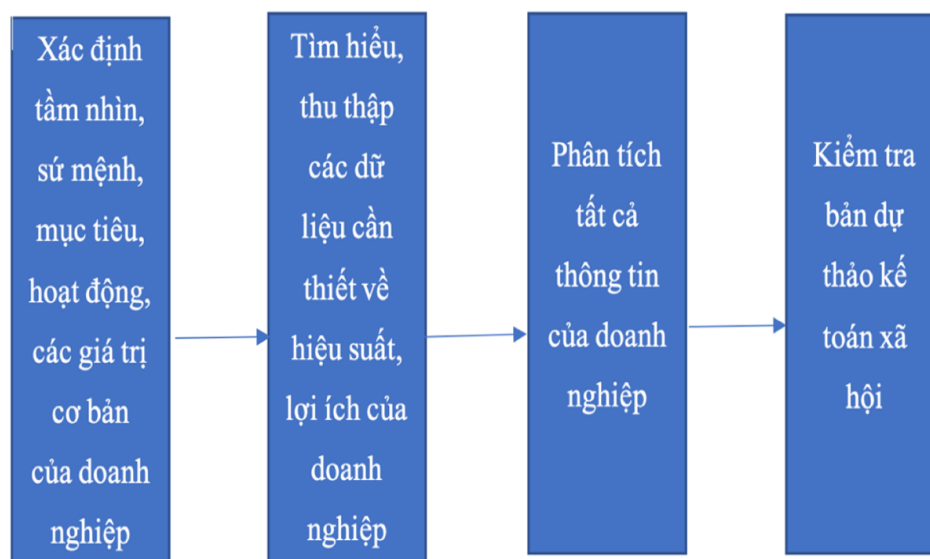 Xác định
tầm nhìn,
sứ mệnh,
mục tiêu,
hoạt động,
các giá trị
cơ bản
của doanh
nghiệp
Tìm hiểu,
thu thập
các dữ
liệu cần
thiết về
hiệu suất,
lợi ích của
doanh
nghiệp
Phân tích
tất cả
thông tin
của doanh
nghiệp
Kiểm tra
bản dự
thảo kế
toán xã
hội